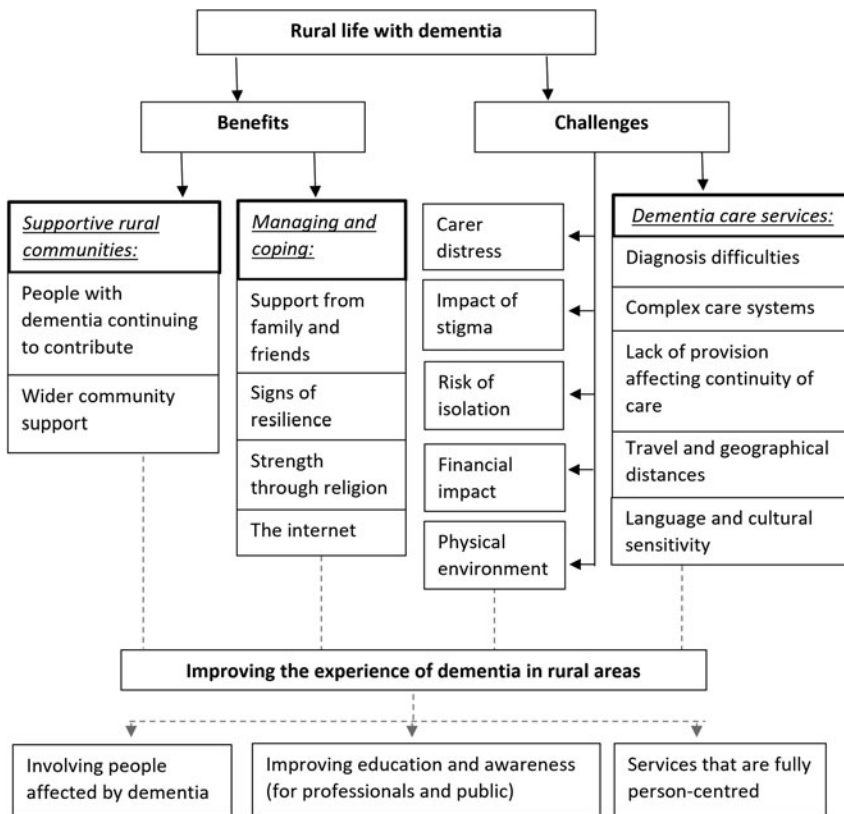 Rural life with dementia
Benefits
Challenges
Supportive rural
communities:
People with
dementia continuing
to contribute
Wider community
support
Managing and
coping:
Support from
family and
friends
Signs of
resilience
Strength
through religion
The internet
Carer
distress
Impact of
stigma
Risk of
isolation
Financial
impact
Physical
environment
Dementia care services:
Diagnosis difficulties
Complex care systems
Lack of provision
affecting continuity of
care
Travel and geographical
distances
Language and cultural
sensitivity
Improving the experience of dementia in rural areas
Involving people
affected by dementia
Improving education and awareness
(for professionals and public)
Services that are fully
person-centred